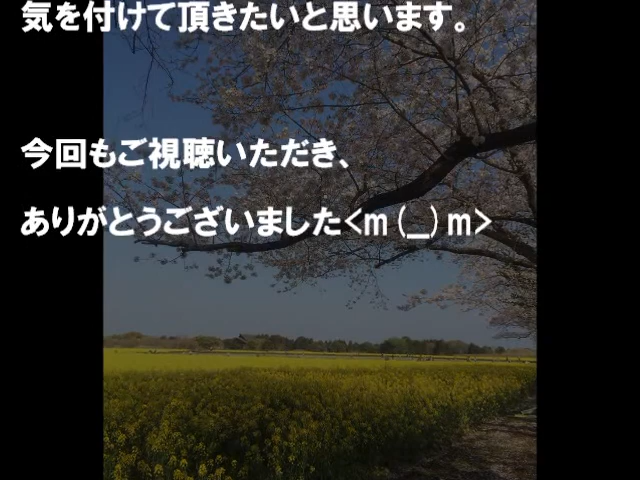 気を付けて頂きたいと思います。
今回もご視聴いただき、
ありがとうございました<m(_)m>